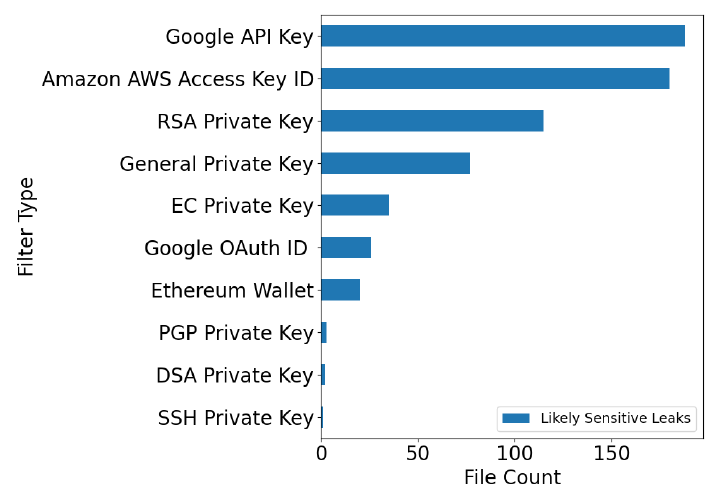 Google API Key
Amazon AWS Access Key ID
RSA Private Key
General Private Key
EC Private Key
Google OAuth ID
Ethereum Wallet
PGP Private Key
DSA Private Key
SSH Private Key
Filter Type
Likely Sensitive Leaks
0 50 100 150
File Count